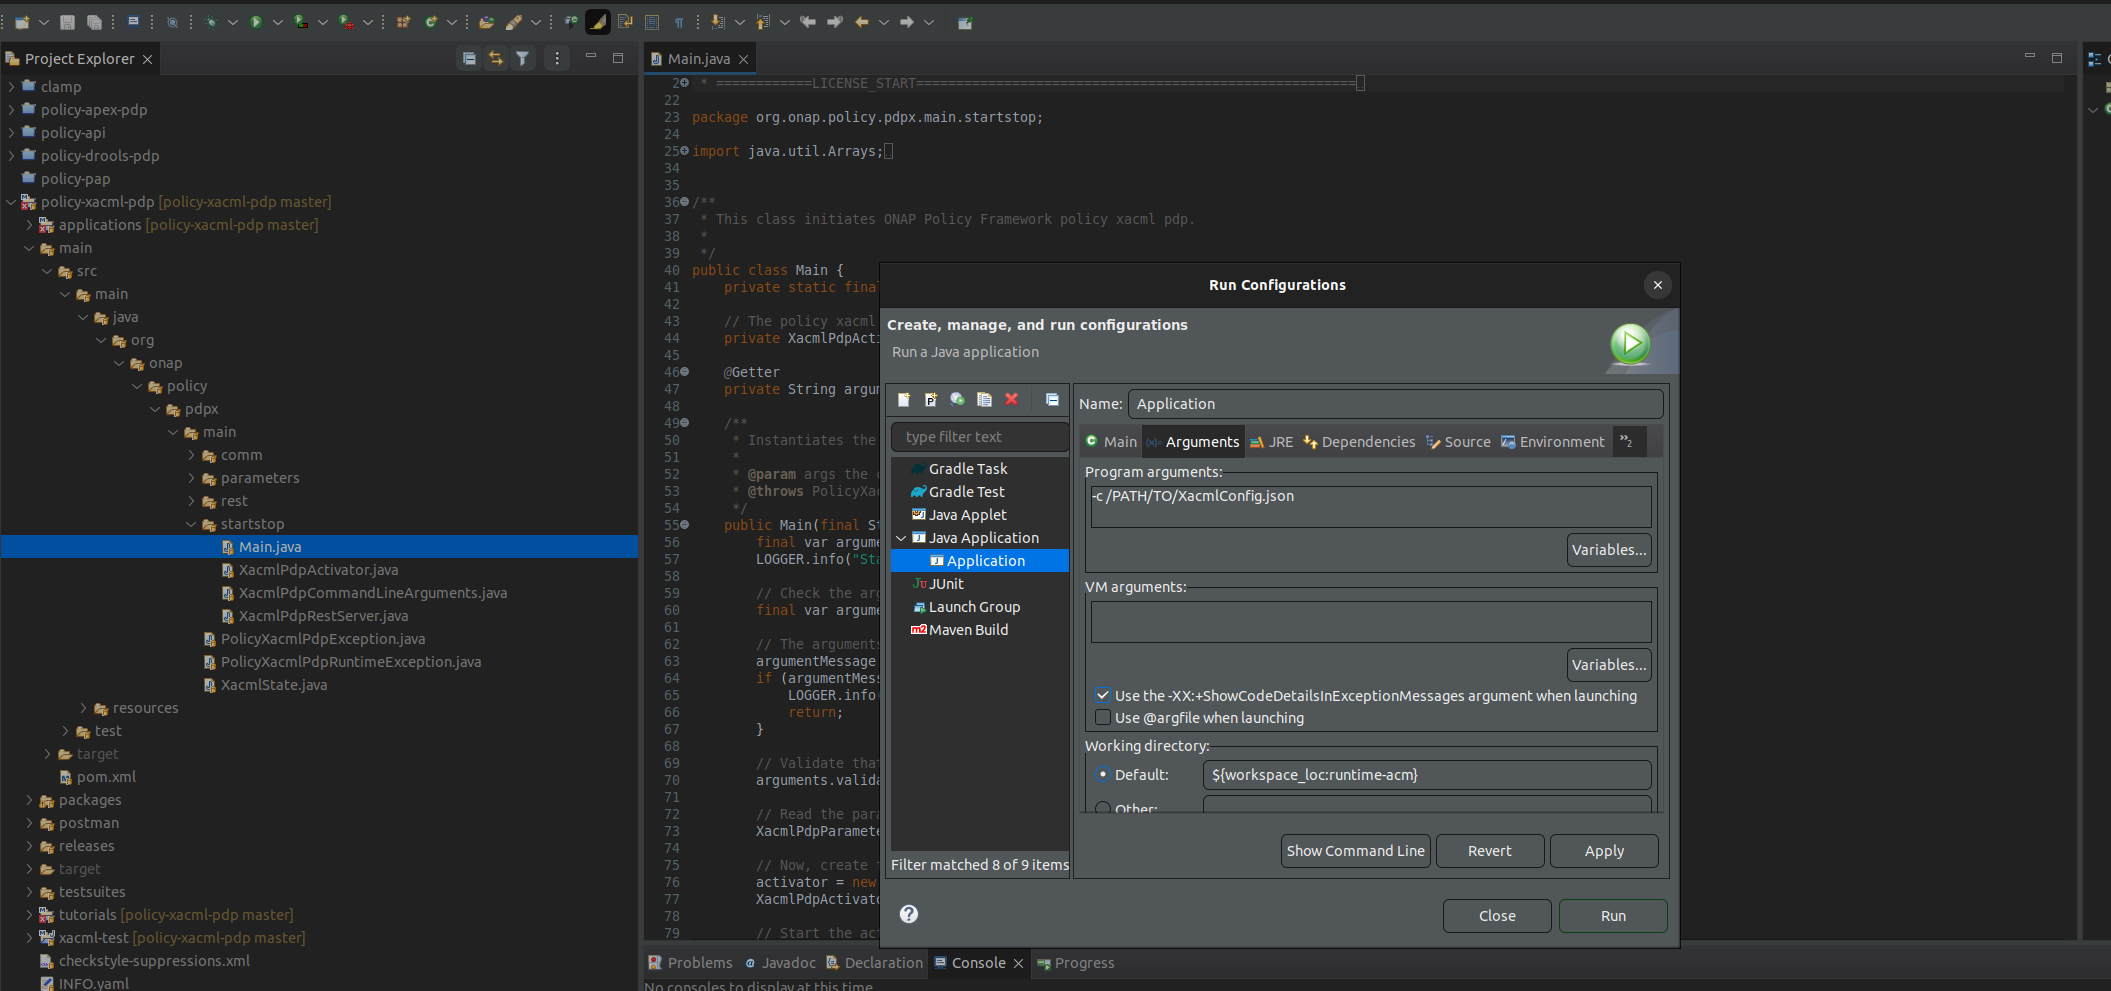 Project Explorer
clamp
policy-apex-pdp
policy-api
policy-drools-pdp
policy-pap
policy-xacml-pdp [policy-xacml-pdp master]
applications [policy-xacml-pdp master]
main
src
main
java
org
onap
policy
pdpx
main
comm
parameters
rest
startstop
Main.java
XacmlPdpActivator.java
XacmlPdpCommandLineArguments.java
XacmlPdpRestServer.java
PolicyXacmlPdpException.java
PolicyXacmlPdpRuntimeException.java
XacmlState.java
resources
test
target
pom.xml
packages
postman
releases
target
testsuites
tutorials [policy-xacml-pdp master]
xacml-test [policy-xacml-pdp master]
checkstyle-suppressions.xml
INFO.yaml
Main.java
2 * ============LICENSE_START=======================================================
22
23 package org.onap.policy.pdpx.main.startstop;
24
25 import java.util.Arrays;
34
35
36 /**
37 * This class initiates ONAP Policy Framework policy xacml pdp.
38 *
39 */
40 public class Main {
41 private static final
42
43 // The policy xacml
44 private XacmlPdpActi
45
46 @Getter
47 private String argum
48
49 /**
50 * Instantiates the
51 *
52 * @param args the c
53 * @throws PolicyXac
54 */
55 public Main(final St
56 final var argume
57 LOGGER.info("Sta
58
59 // Check the arg
60 final var argume
61
62 // The arguments
63 argumentMessage
64 if (argumentMess
65 LOGGER.info(
66 return;
67 }
68
69 // Validate that
70 arguments.valida
71
72 // Read the para
73 XacmlPdpParamete
74
75 // Now, create t
76 activator = new
77 XacmlPdpActivato
78
79 // Start the act
Run Configurations
Create, manage, and run configurations
Run a Java application
type filter text
Gradle Task
Gradle Test
Java Applet
Java Application
Application
JUnit
Launch Group
Maven Build
Filter matched 8 of 9 items
Name: Application
Main Arguments JRE Dependencies Source Environment »2
Program arguments:
-c /PATH/TO/XacmlConfig.json
Variables...
VM arguments:
Variables...
Use the -XX:+ShowCodeDetailsInExceptionMessages argument when launching
Use @argfile when launching
Working directory:
Default: ${workspace_loc:runtime-acm}
Other:
Show Command Line Revert Apply
Close Run
Problems Javadoc Declaration Console Progress
No consoles to display at this time.